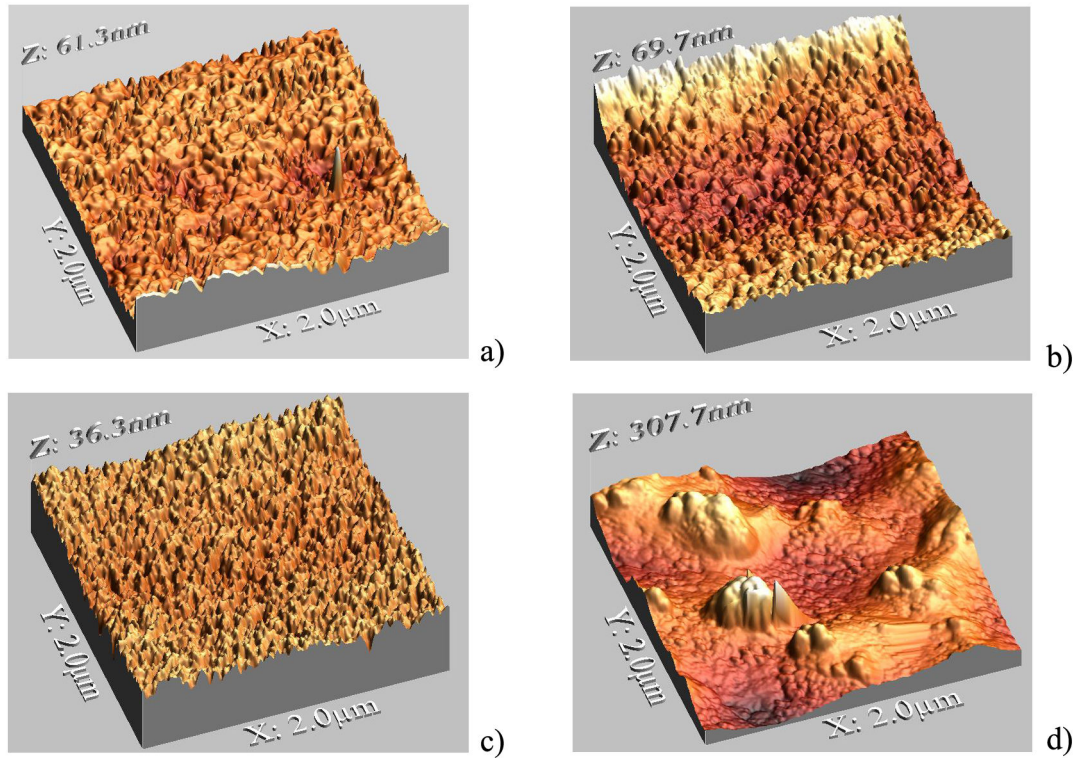 Z: 61.3nm
Y: 2.0µm
X: 2.0µm
a)
Z: 69.7nm
Y: 2.0µm
X: 2.0µm
b)
Z: 36.3nm
Y: 2.0µm
X: 2.0µm
c)
Z: 307.7nm
Y: 2.0µm
X: 2.0µm
d)